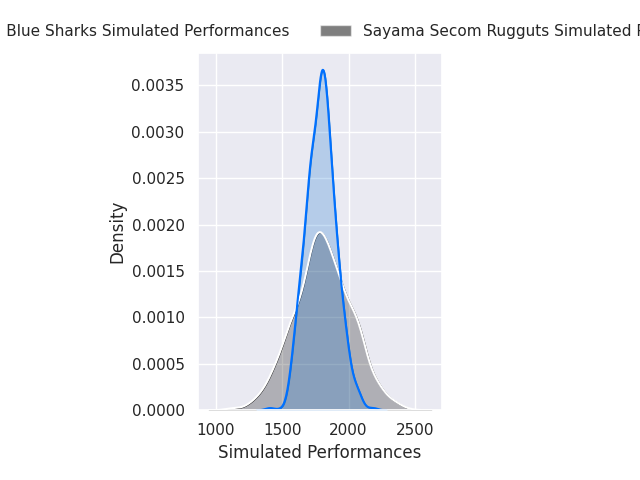 Blue Sharks Simulated Performances
Sayama Secom Rugguts Simulated
0.0035
0.0030
0.0025
0.0020
0.0015
0.0010
0.0005
0.0000
Density
1000 1500 2000 2500
Simulated Performances